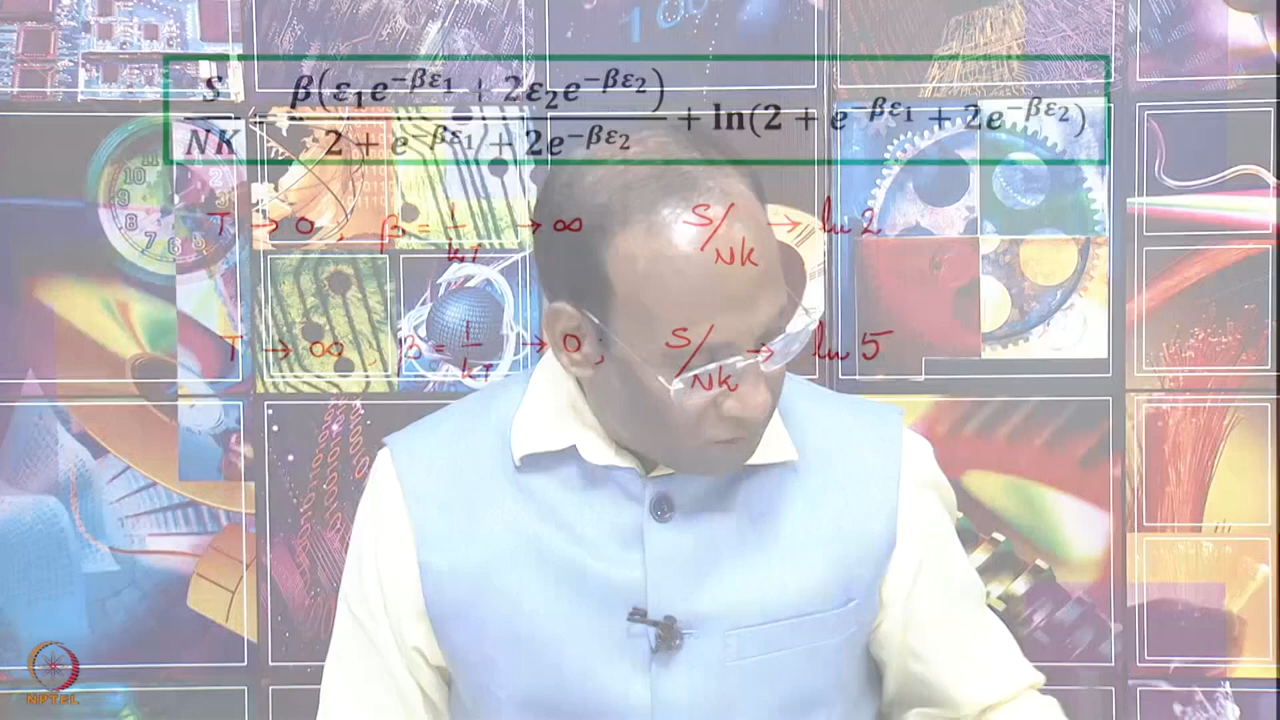 S/NK = β(ε₁e^{−βε₁} + 2ε₂e^{−βε₂}) / (2 + e^{−βε₁} + 2e^{−βε₂}) + ln(2 + e^{−βε₁} + 2e^{−βε₂})
T → 0, β = 1/kT → ∞ S/NK → ln 2
T → ∞, β = 1/kT → 0, S/NK → ln 5
NPTEL